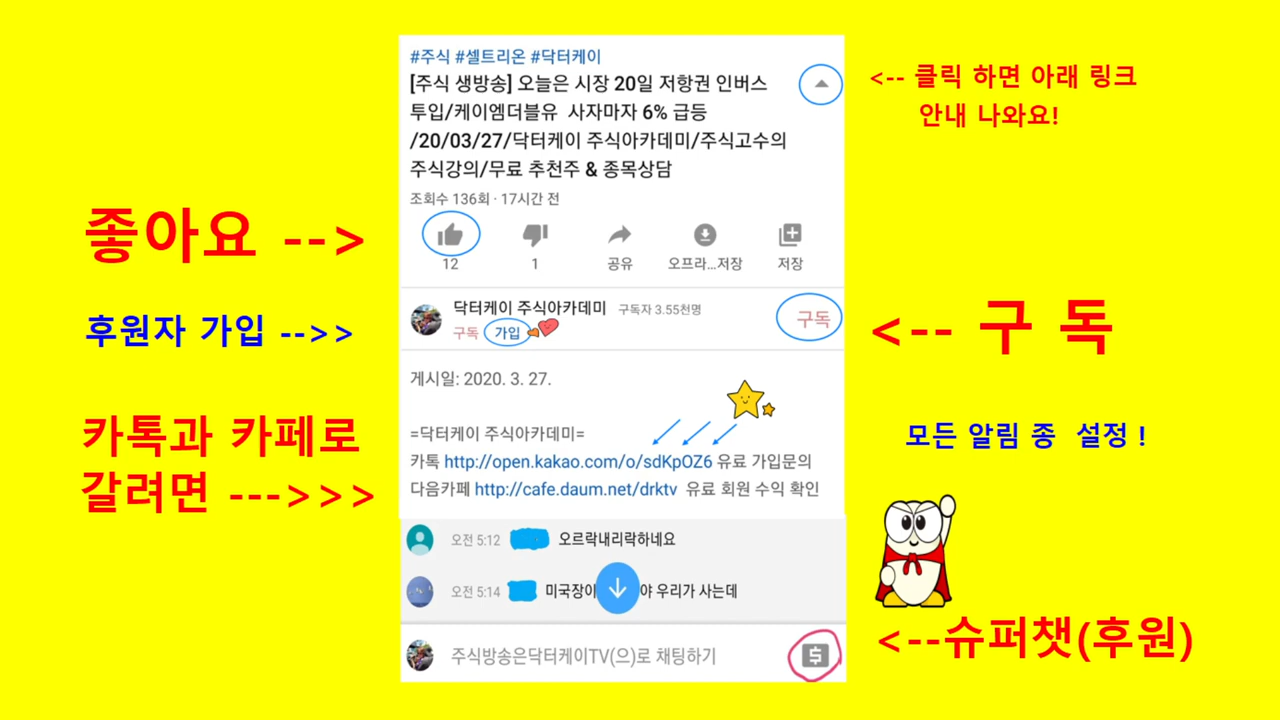 #주식 #셀트리온 #닥터케이
[주식 생방송] 오늘은 시장 20일 저항권 인버스
투입/케이엠더블유 사자마자 6% 급등
/20/03/27/닥터케이 주식아카데미/주식고수의
주식강의/무료 추천주 & 종목상담
조회수 136회 · 17시간 전
<-- 클릭 하면 아래 링크
안내 나와요!
좋아요 -->
12
1
공유
오프라...저장
저장
후원자 가입 -->>
닥터케이 주식아카데미 구독자 3.55천명
구독 가입
구독
<-- 구 독
게시일: 2020. 3. 27.
카톡과 카페로
갈려면 --->>>
=닥터케이 주식아카데미=
카톡 http://open.kakao.com/o/sdKpOZ6 유료 가입문의
다음카페 http://cafe.daum.net/drktv 유료 회원 수익 확인
모든 알림 종 설정 !
오전 5:12 오르락내리락하네요
오전 5:14 미국장이 야 우리가 사는데
주식방송은닥터케이TV(으)로 채팅하기
$
<--슈퍼챗(후원)